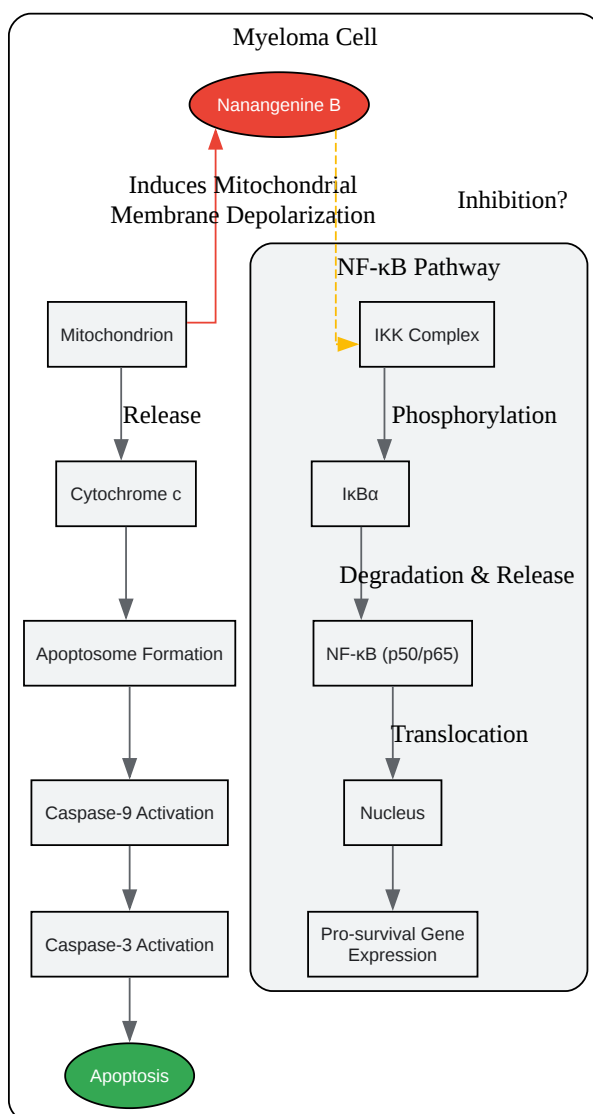 Myeloma Cell
Nanangenine B
Induces Mitochondrial
Membrane Depolarization
Inhibition?
NF-κB Pathway
Mitochondrion
IKK Complex
Release
Phosphorylation
Cytochrome c
IκBα
Degradation & Release
Apoptosome Formation
NF-κB (p50/p65)
Translocation
Caspase-9 Activation
Nucleus
Caspase-3 Activation
Pro-survival Gene
Expression
Apoptosis